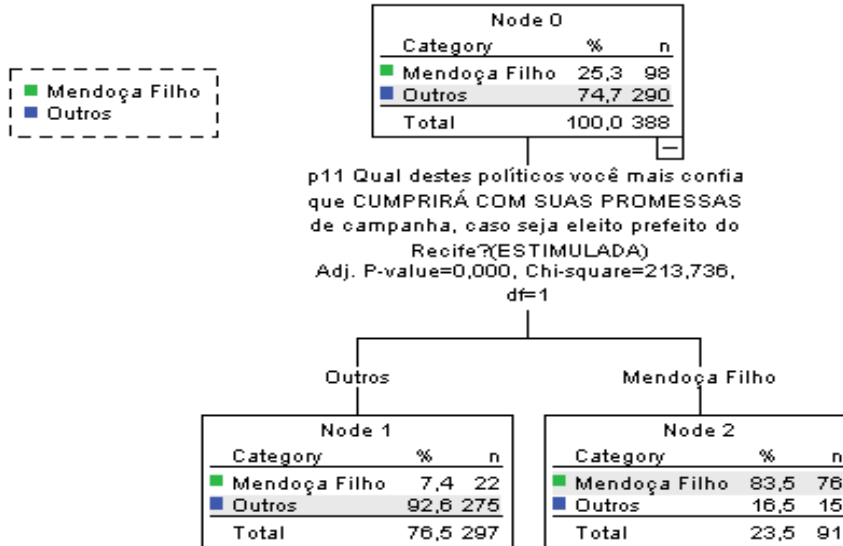 Node 0
Category % n
Mendoça Filho 25,3 98
Outros 74,7 290
Total 100,0 388
Mendoça Filho
Outros
p11 Qual destes políticos você mais confia
que CUMPRIRÁ COM SUAS PROMESSAS
de campanha, caso seja eleito prefeito do
Recife?(ESTIMULADA)
Adj. P-value=0,000, Chi-square=213,736,
df=1
Outros
Mendoça Filho
Node 1
Category % n
Mendoça Filho 7,4 22
Outros 92,6 275
Total 76,5 297
Node 2
Category % n
Mendoça Filho 83,5 76
Outros 16,5 15
Total 23,5 91